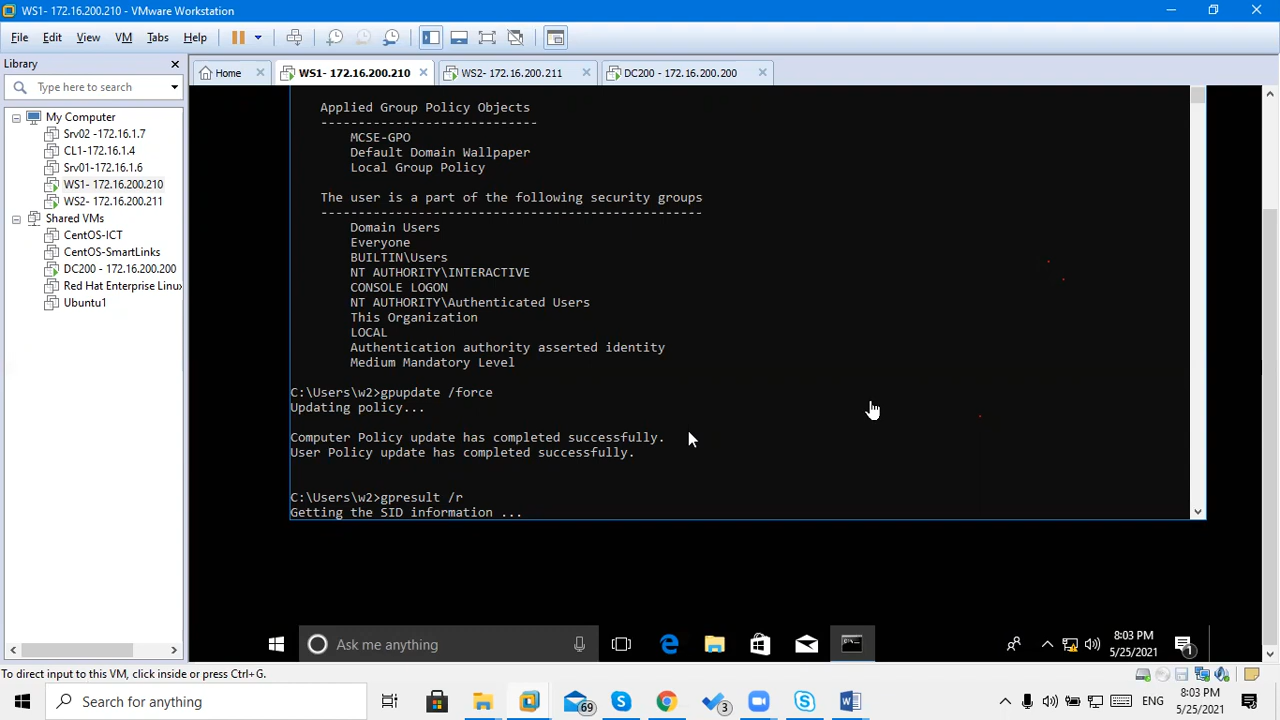 WS1- 172.16.200.210 - VMware Workstation
File Edit View VM Tabs Help
Library
Type here to search
Home
WS1- 172.16.200.210
WS2- 172.16.200.211
DC200 - 172.16.200.200
My Computer
Srv02 -172.16.1.7
CL1-172.16.1.4
Srv01-172.16.1.6
WS1- 172.16.200.210
WS2- 172.16.200.211
Shared VMs
CentOS-ICT
CentOS-SmartLinks
DC200 - 172.16.200.200
Red Hat Enterprise Linux
Ubuntu1
Applied Group Policy Objects
-----------------------------
MCSE-GPO
Default Domain Wallpaper
Local Group Policy
The user is a part of the following security groups
---------------------------------------------------
Domain Users
Everyone
BUILTIN\Users
NT AUTHORITY\INTERACTIVE
CONSOLE LOGON
NT AUTHORITY\Authenticated Users
This Organization
LOCAL
Authentication authority asserted identity
Medium Mandatory Level
C:\Users\w2>gpupdate /force
Updating policy...
Computer Policy update has completed successfully.
User Policy update has completed successfully.
C:\Users\w2>gpresult /r
Getting the SID information ...
Ask me anything
8:03 PM
5/25/2021
1
To direct input to this VM, click inside or press Ctrl+G.
Search for anything
69
3
ENG
8:03 PM
5/25/2021